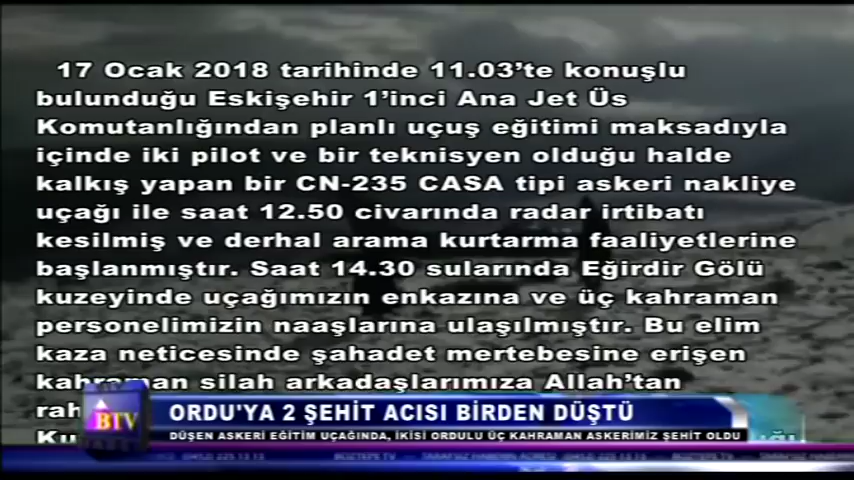 17 Ocak 2018 tarihinde 11.03’te konuşlu
bulunduğu Eskişehir 1’inci Ana Jet Üs
Komutanlığından planlı uçuş eğitimi maksadıyla
içinde iki pilot ve bir teknisyen olduğu halde
kalkış yapan bir CN-235 CASA tipi askeri nakliye
uçağı ile saat 12.50 civarında radar irtibatı
kesilmiş ve derhal arama kurtarma faaliyetlerine
başlanmıştır. Saat 14.30 sularında Eğirdir Gölü
kuzeyinde uçağımızın enkazına ve üç kahraman
personelimizin naaşlarına ulaşılmıştır. Bu elim
kaza neticesinde şahadet mertebesine erişen
kahraman silah arkadaşlarımıza Allah’tan
BTV
ORDU'YA 2 ŞEHİT ACISI BİRDEN DÜŞTÜ
DÜŞEN ASKERİ EĞİTİM UÇAĞINDA, İKİSİ ORDULU ÜÇ KAHRAMAN ASKERİMİZ ŞEHİT OLDU